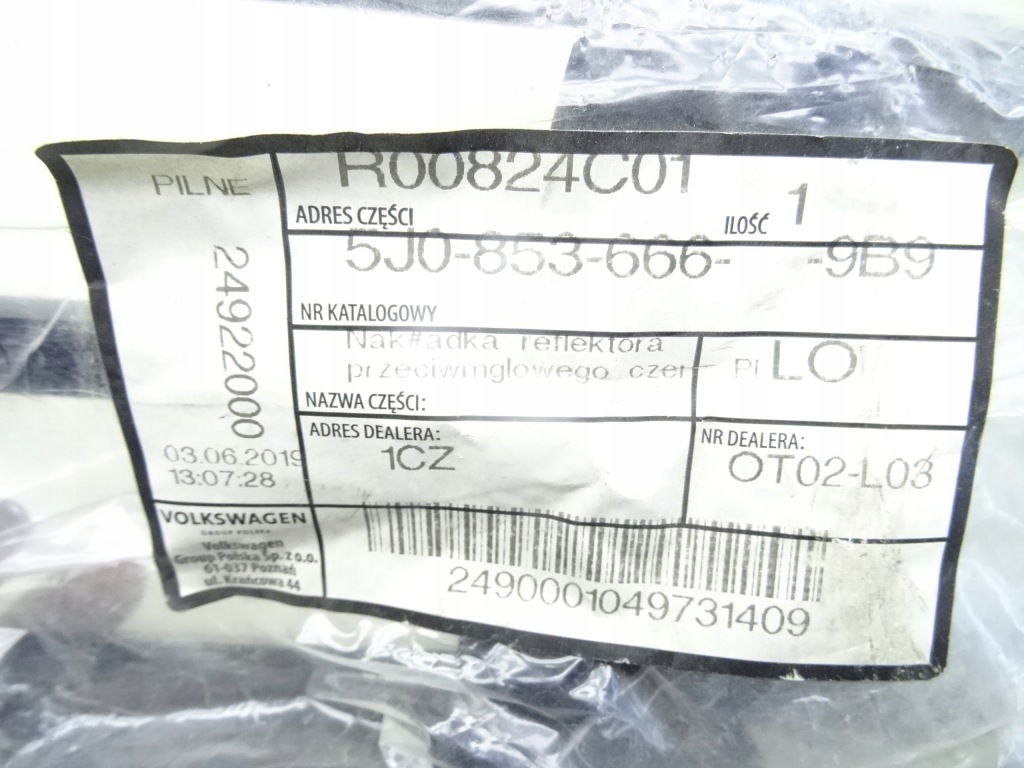 PILNE
24922000
03.06.2019
13:07:28
R00824C01
ADRES CZĘŚCI
ILOŚĆ 1
5J0-853-666- -9B9
NR KATALOGOWY
Nak#adka reflektora
przeciwmglowego czer
NAZWA CZĘŚCI:
PL LO
ADRES DEALERA:
1CZ
NR DEALERA:
OT02-L03
VOLKSWAGEN
GROUP POLSKA
Volkswagen
Group Polska Sp. z o.o.
61-037 Poznań
ul. Krańcowa 44
2490001049731409